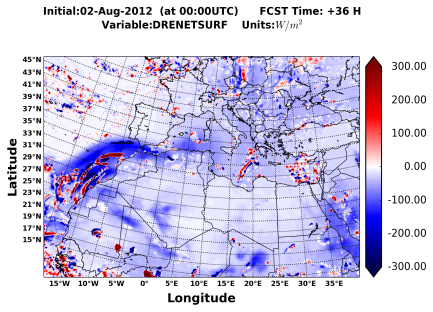 Initial:02-Aug-2012 (at 00:00UTC) FCST Time: +36 H
Variable:DRENETSURF Units:W/m²
45°N
43°N
41°N
39°N
37°N
35°N
33°N
31°N
29°N
27°N
25°N
23°N
21°N
19°N
17°N
15°N
Latitude
15°W 10°W 5°W 0° 5°E 10°E 15°E 20°E 25°E 30°E 35°E
Longitude
300.00
200.00
100.00
0.00
-100.00
-200.00
-300.00